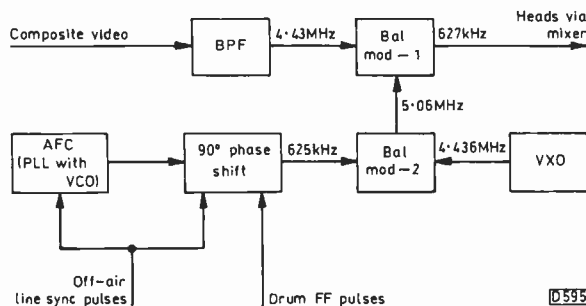 Composite video
BPF
4·43MHz
Bal
mod – 1
627kHz
Heads via
mixer
5·06MHz
AFC
(PLL with
VCO)
90° phase
shift
625kHz
Bal
mod – 2
4·436MHz
VXO
Off-air
line sync pulses
Drum FF pulses
D595